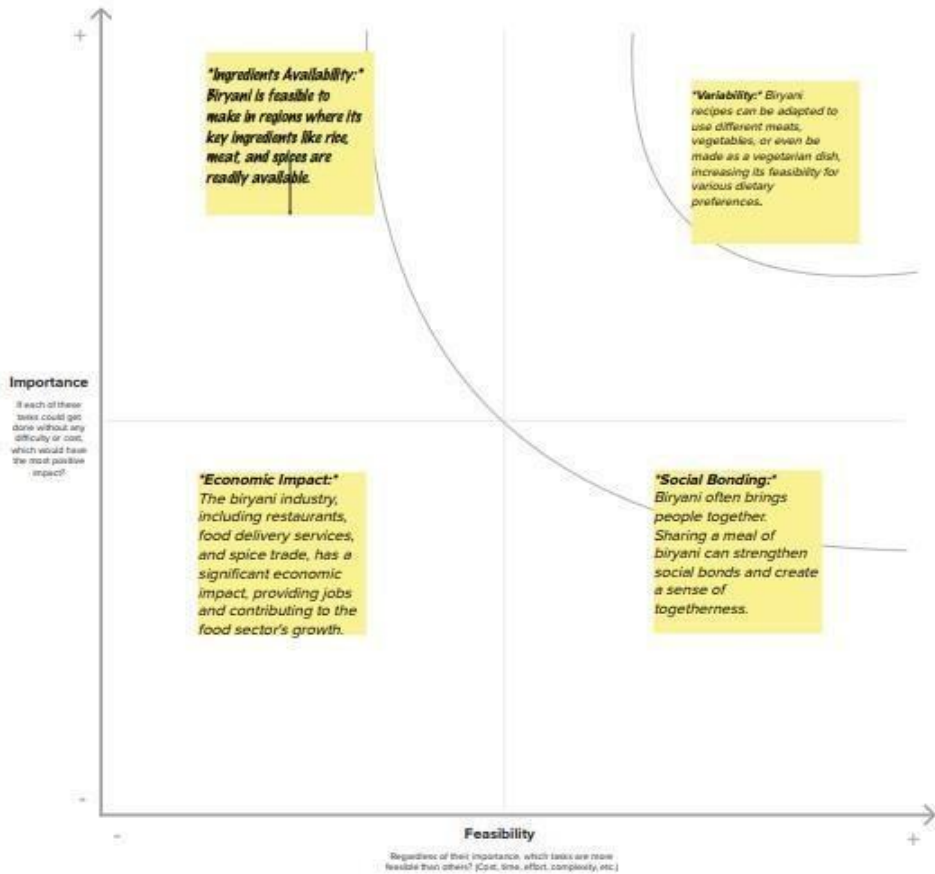 +
"Ingredients Availability:"
Biryani is feasible to
make in regions where its
key ingredients like rice,
meat, and spices are
readily available.
"Variability:" Biryani
recipes can be adapted to
use different meats,
vegetables, or even be
made as a vegetarian dish,
increasing its feasibility for
various dietary
preferences.
Importance
If each of these
tasks could get
done without any
difficulty or cost,
which would have
the most positive
impact?
"Economic Impact:"
The biryani industry,
including restaurants,
food delivery services,
and spice trade, has a
significant economic
impact, providing jobs
and contributing to the
food sector's growth.
"Social Bonding:"
Biryani often brings
people together.
Sharing a meal of
biryani can strengthen
social bonds and create
a sense of
togetherness.
-
-
Feasibility
+
Regardless of their importance, which tasks are more
feasible than others? (Cost, time, effort, complexity, etc.)